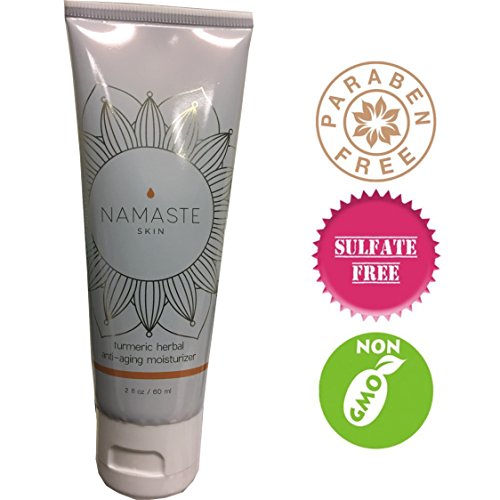 NAMASTE
SKIN
turmeric herbal
anti-aging moisturizer
2 fl oz / 60 ml
PARABEN
FREE
SULFATE
FREE
NON
GMO